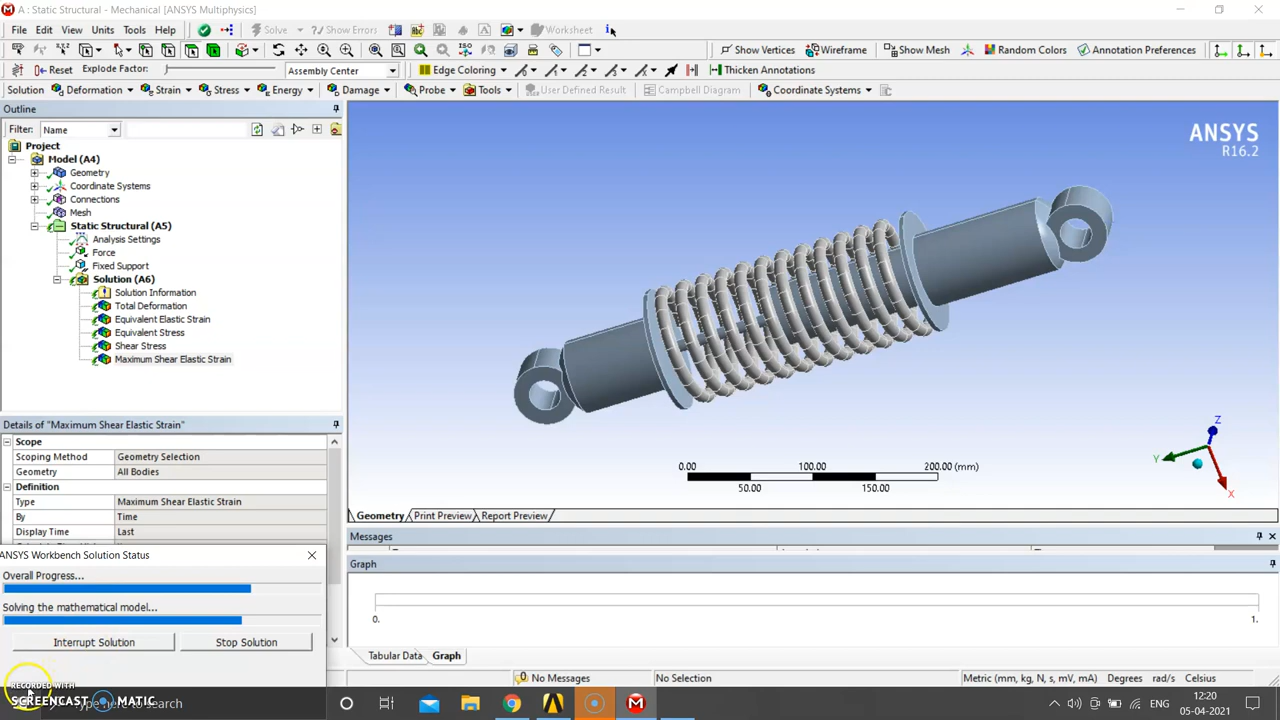 A : Static Structural - Mechanical [ANSYS Multiphysics]
File Edit View Units Tools Help Solve Show Errors Worksheet
Show Vertices Wireframe Show Mesh Random Colors Annotation Preferences
Reset Explode Factor: Assembly Center Edge Coloring Thicken Annotations
Solution Deformation Strain Stress Energy Damage Probe Tools User Defined Result Campbell Diagram Coordinate Systems
Outline
Filter: Name
Project
Model (A4)
Geometry
Coordinate Systems
Connections
Mesh
Static Structural (A5)
Analysis Settings
Force
Fixed Support
Solution (A6)
Solution Information
Total Deformation
Equivalent Elastic Strain
Equivalent Stress
Shear Stress
Maximum Shear Elastic Strain
Details of "Maximum Shear Elastic Strain"
Scope
Scoping Method Geometry Selection
Geometry All Bodies
Definition
Type Maximum Shear Elastic Strain
By Time
Display Time Last
ANSYS Workbench Solution Status
Overall Progress...
Solving the mathematical model...
Interrupt Solution Stop Solution
ANSYS
R16.2
Z
Y
X
0.00 100.00 200.00 (mm)
50.00 150.00
Geometry Print Preview Report Preview
Messages
Graph
0. 1.
Tabular Data Graph
0 No Messages No Selection Metric (mm, kg, N, s, mV, mA) Degrees rad/s Celsius
RECORDED WITH
SCREENCAST MATIC
Type here to search
ENG
12:20
05-04-2021